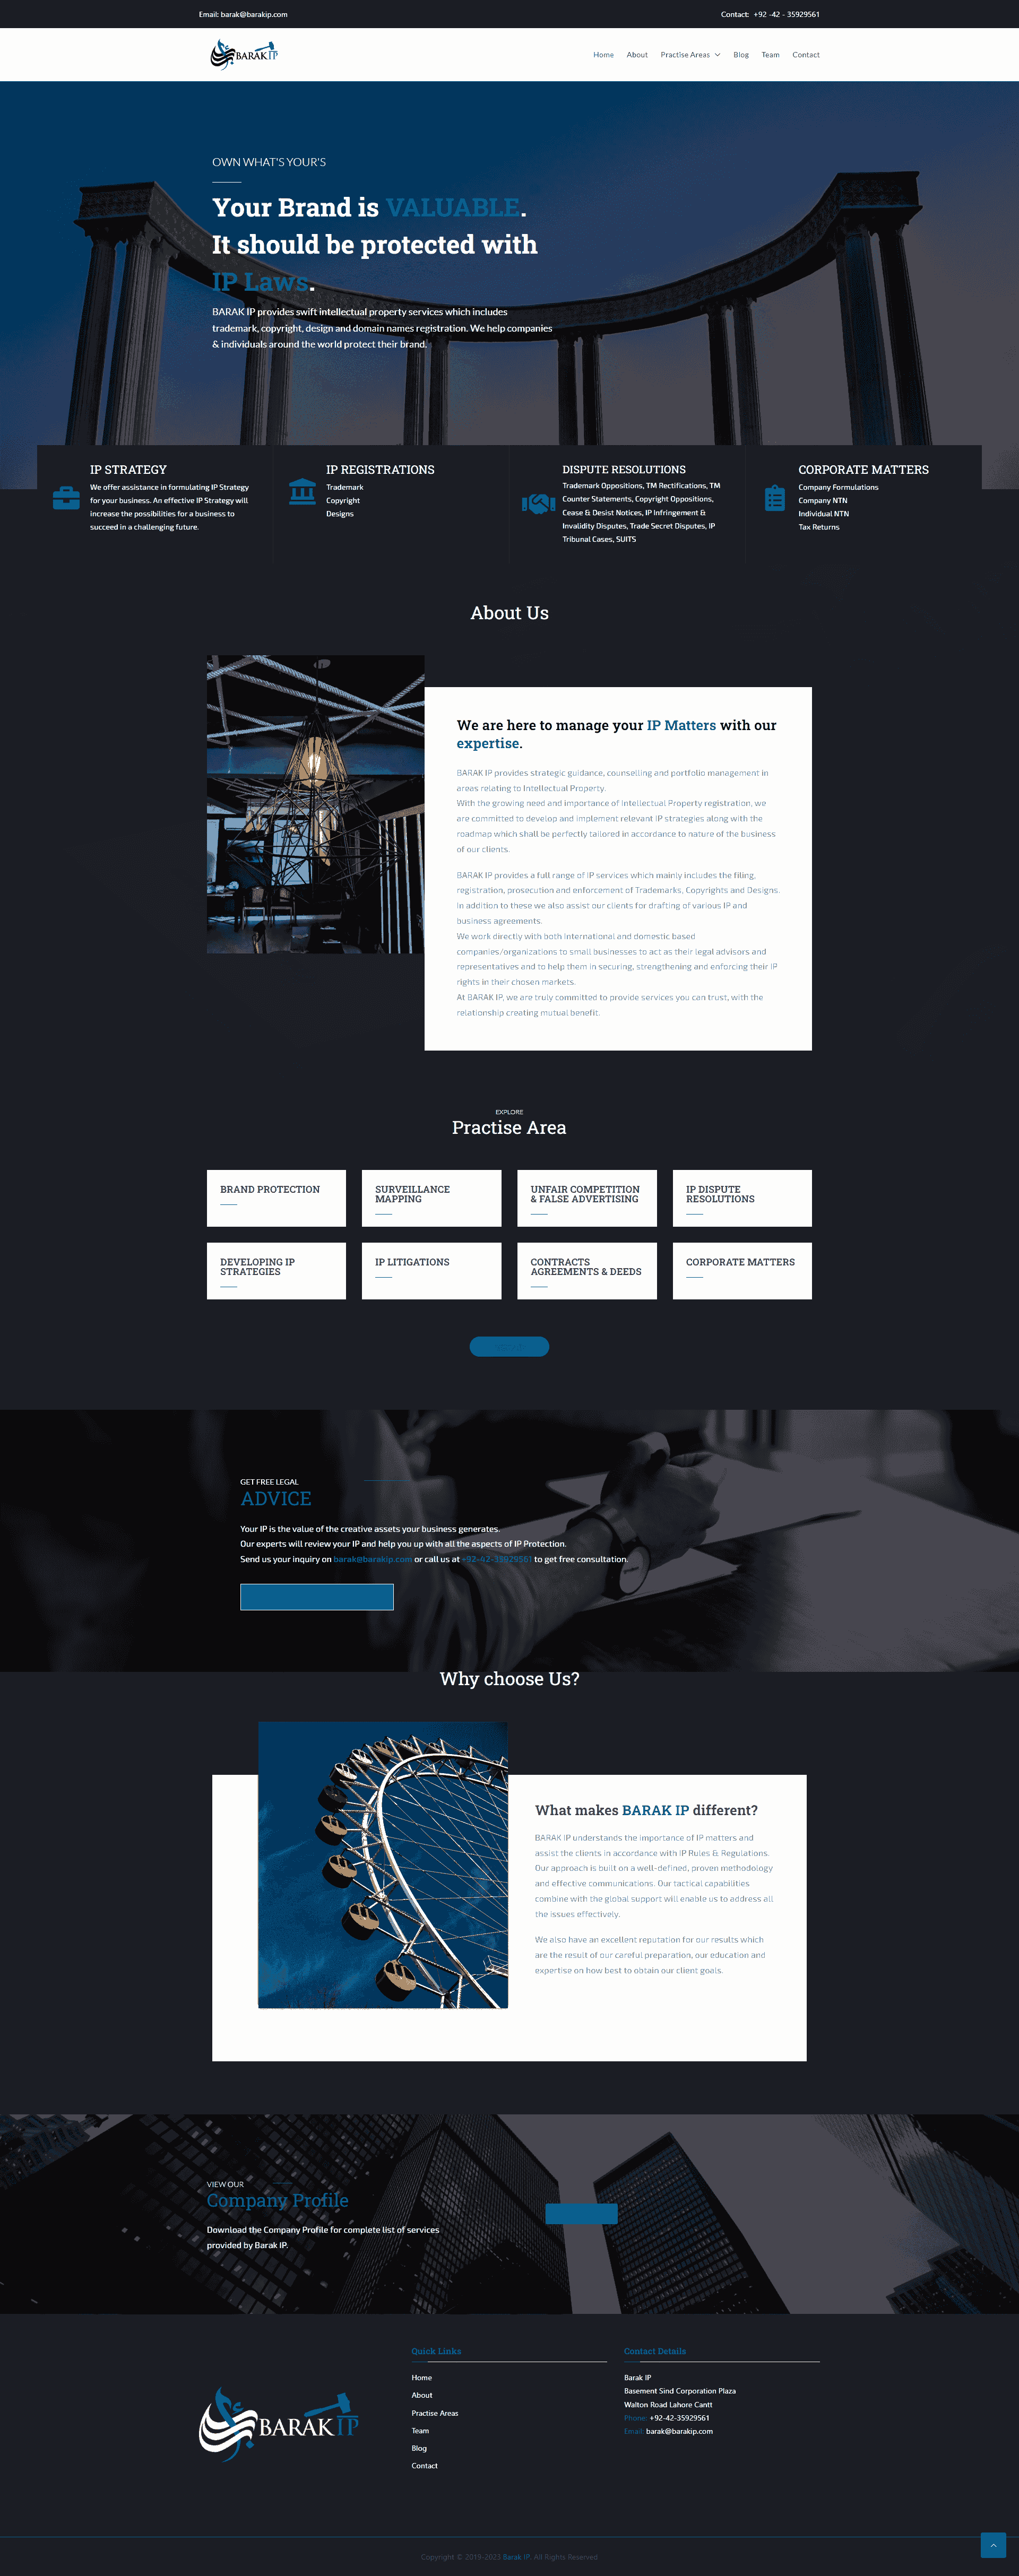 Email: barak@barakip.com
Contact: +92 -42 - 35929561
BARAK IP
Home About Practise Areas Blog Team Contact
OWN WHAT'S YOUR'S
Your Brand is VALUABLE.
It should be protected with
IP Laws.
BARAK IP provides swift intellectual property services which includes
trademark, copyright, design and domain names registration. We help companies
& individuals around the world protect their brand.
IP STRATEGY
We offer assistance in formulating IP Strategy
for your business. An effective IP Strategy will
increase the possibilities for a business to
succeed in a challenging future.
IP REGISTRATIONS
Trademark
Copyright
Designs
DISPUTE RESOLUTIONS
Trademark Oppositions, TM Rectifications, TM
Counter Statements, Copyright Oppositions,
Cease & Desist Notices, IP Infringement &
Invalidity Disputes, Trade Secret Disputes, IP
Tribunal Cases, SUITS
CORPORATE MATTERS
Company Formulations
Company NTN
Individual NTN
Tax Returns
About Us
We are here to manage your IP Matters with our
expertise.
BARAK IP provides strategic guidance, counselling and portfolio management in
areas relating to Intellectual Property.
With the growing need and importance of Intellectual Property registration, we
are committed to develop and implement relevant IP strategies along with the
roadmap which shall be perfectly tailored in accordance to nature of the business
of our clients.
BARAK IP provides a full range of IP services which mainly includes the filing,
registration, prosecution and enforcement of Trademarks, Copyrights and Designs.
In addition to these we also assist our clients for drafting of various IP and
business agreements.
We work directly with both international and domestic based
companies/organizations to small businesses to act as their legal advisors and
representatives and to help them in securing, strengthening and enforcing their IP
rights in their chosen markets.
At BARAK IP, we are truly committed to provide services you can trust, with the
relationship creating mutual benefit.
EXPLORE
Practise Area
BRAND PROTECTION
SURVEILLANCE
MAPPING
UNFAIR COMPETITION
& FALSE ADVERTISING
IP DISPUTE
RESOLUTIONS
DEVELOPING IP
STRATEGIES
IP LITIGATIONS
CONTRACTS
AGREEMENTS & DEEDS
CORPORATE MATTERS
GET FREE LEGAL
ADVICE
Your IP is the value of the creative assets your business generates.
Our experts will review your IP and help you up with all the aspects of IP Protection.
Send us your inquiry on barak@barakip.com or call us at +92-42-35929561 to get free consultation.
Why choose Us?
What makes BARAK IP different?
BARAK IP understands the importance of IP matters and
assist the clients in accordance with IP Rules & Regulations.
Our approach is built on a well-defined, proven methodology
and effective communications. Our tactical capabilities
combine with the global support will enable us to address all
the issues effectively.
We also have an excellent reputation for our results which
are the result of our careful preparation, our education and
expertise on how best to obtain our client goals.
VIEW OUR
Company Profile
Download the Company Profile for complete list of services
provided by Barak IP.
BARAK IP
Quick Links
Home
About
Practise Areas
Team
Blog
Contact
Contact Details
Barak IP
Basement Sind Corporation Plaza
Walton Road Lahore Cantt
Phone: +92-42-35929561
Email: barak@barakip.com
Copyright © 2019-2023 Barak IP. All Rights Reserved